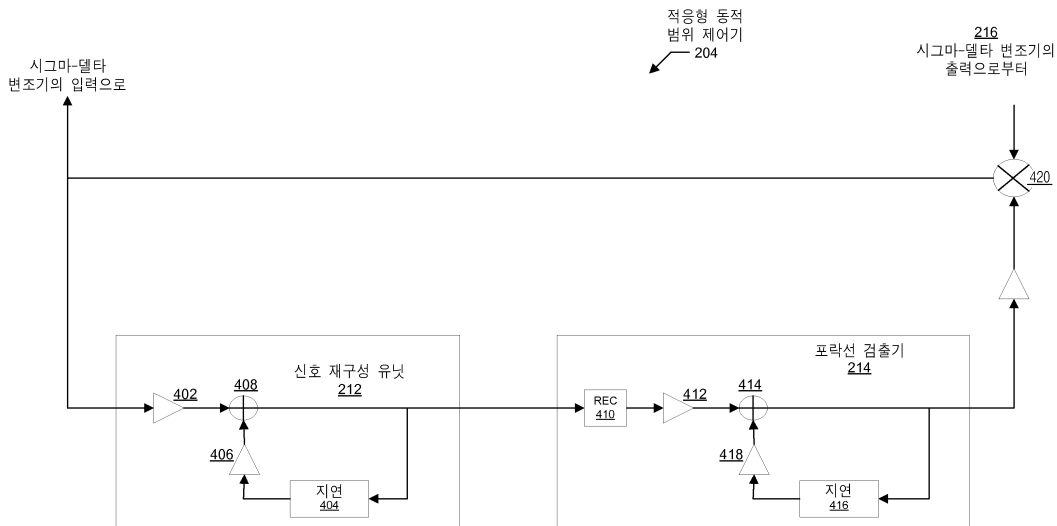 적응형 동적
범위 제어기
204
216
시그마-델타 변조기의
출력으로부터
시그마-델타
변조기의 입력으로
420
신호 재구성 유닛
212
402
408
406
지연
404
포락선 검출기
214
REC
410
412
414
418
지연
416